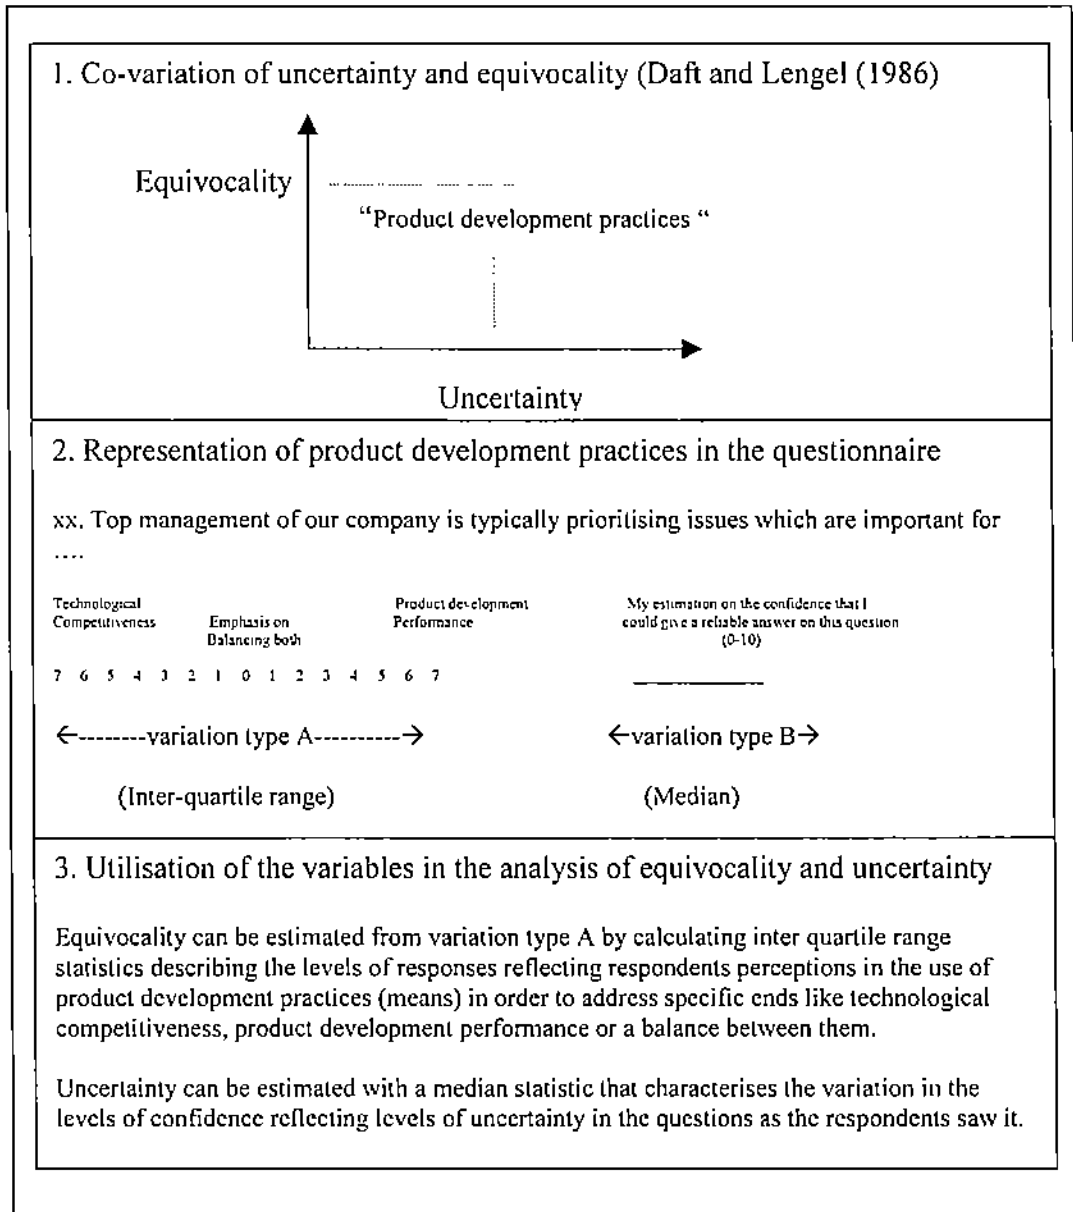 1. Co-variation of uncertainty and equivocality (Daft and Lengel (1986)
Equivocality
“Product development practices “
Uncertainty
2. Representation of product development practices in the questionnaire
xx. Top management of our company is typically prioritising issues which are important for
....
Technological
Competitiveness
Emphasis on
Balancing both
Product development
Performance
My estimation on the confidence that I
could give a reliable answer on this question
(0-10)
7 6 5 4 3 2 1 0 1 2 3 4 5 6 7
←--------variation type A----------→
←variation type B→
(Inter-quartile range)
(Median)
3. Utilisation of the variables in the analysis of equivocality and uncertainty
Equivocality can be estimated from variation type A by calculating inter quartile range
statistics describing the levels of responses reflecting respondents perceptions in the use of
product development practices (means) in order to address specific ends like technological
competitiveness, product development performance or a balance between them.
Uncertainty can be estimated with a median statistic that characterises the variation in the
levels of confidence reflecting levels of uncertainty in the questions as the respondents saw it.